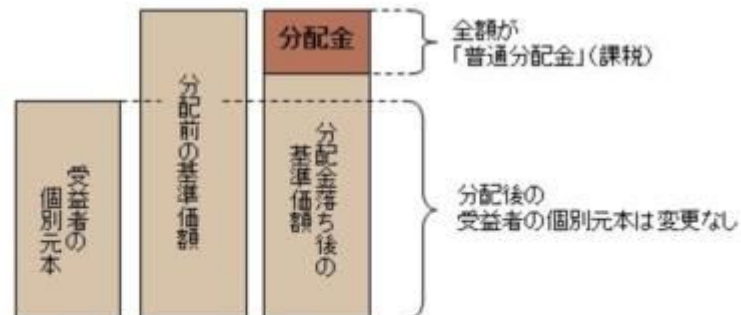 分配金
全額が
「普通分配金」(課税)
受益者の
個別元本
分配前の基準価額
分配金落ち後の
基準価額
分配後の
受益者の個別元本は変更なし